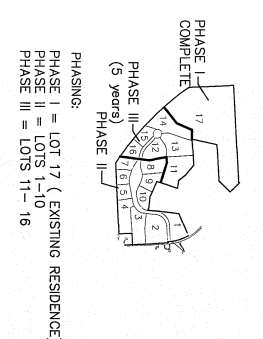 PHASE I
COMPLETE
17
14
13
15
12
11
16
PHASE III
(5 years)
8
9
7
10
6
5
4
3
2
1
PHASE II
PHASING:
PHASE I = LOT 17 ( EXISTING RESIDENCE)
PHASE II = LOTS 1-10
PHASE III = LOTS 11- 16